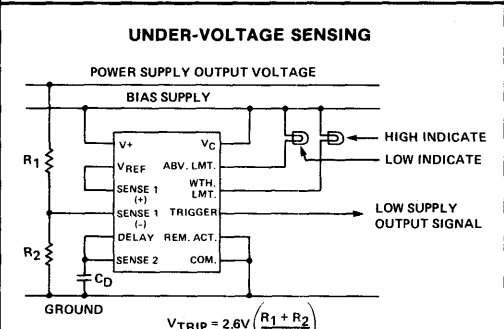 UNDER-VOLTAGE SENSING
POWER SUPPLY OUTPUT VOLTAGE
BIAS SUPPLY
V+
VC
HIGH INDICATE
R1
VREF
ABV. LMT.
LOW INDICATE
SENSE 1
(+)
WTH.
LMT.
SENSE 1
(-)
TRIGGER
LOW SUPPLY
OUTPUT SIGNAL
R2
DELAY
REM. ACT.
SENSE 2
COM.
CD
GROUND
VTRIP = 2.6V (R1 + R2)